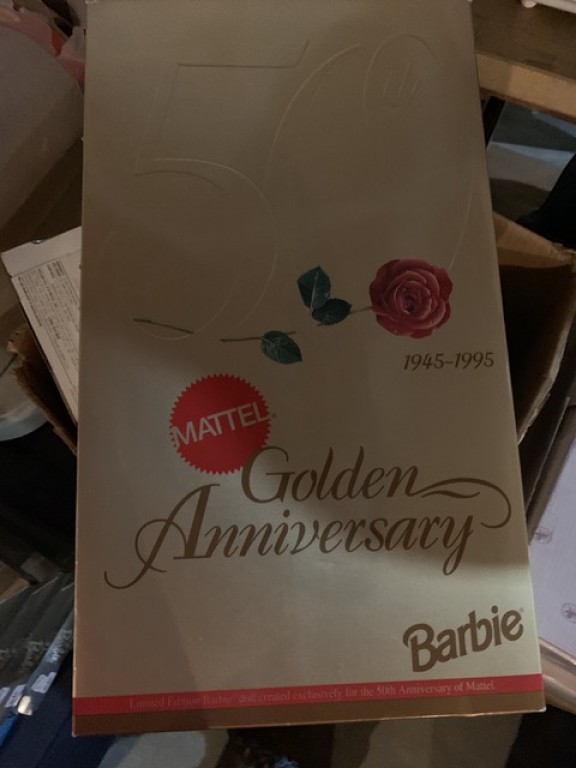 50th
1945-1995
MATTEL
Golden
Anniversary
Barbie
Limited Edition Barbie® doll created exclusively for the 50th Anniversary of Mattel.